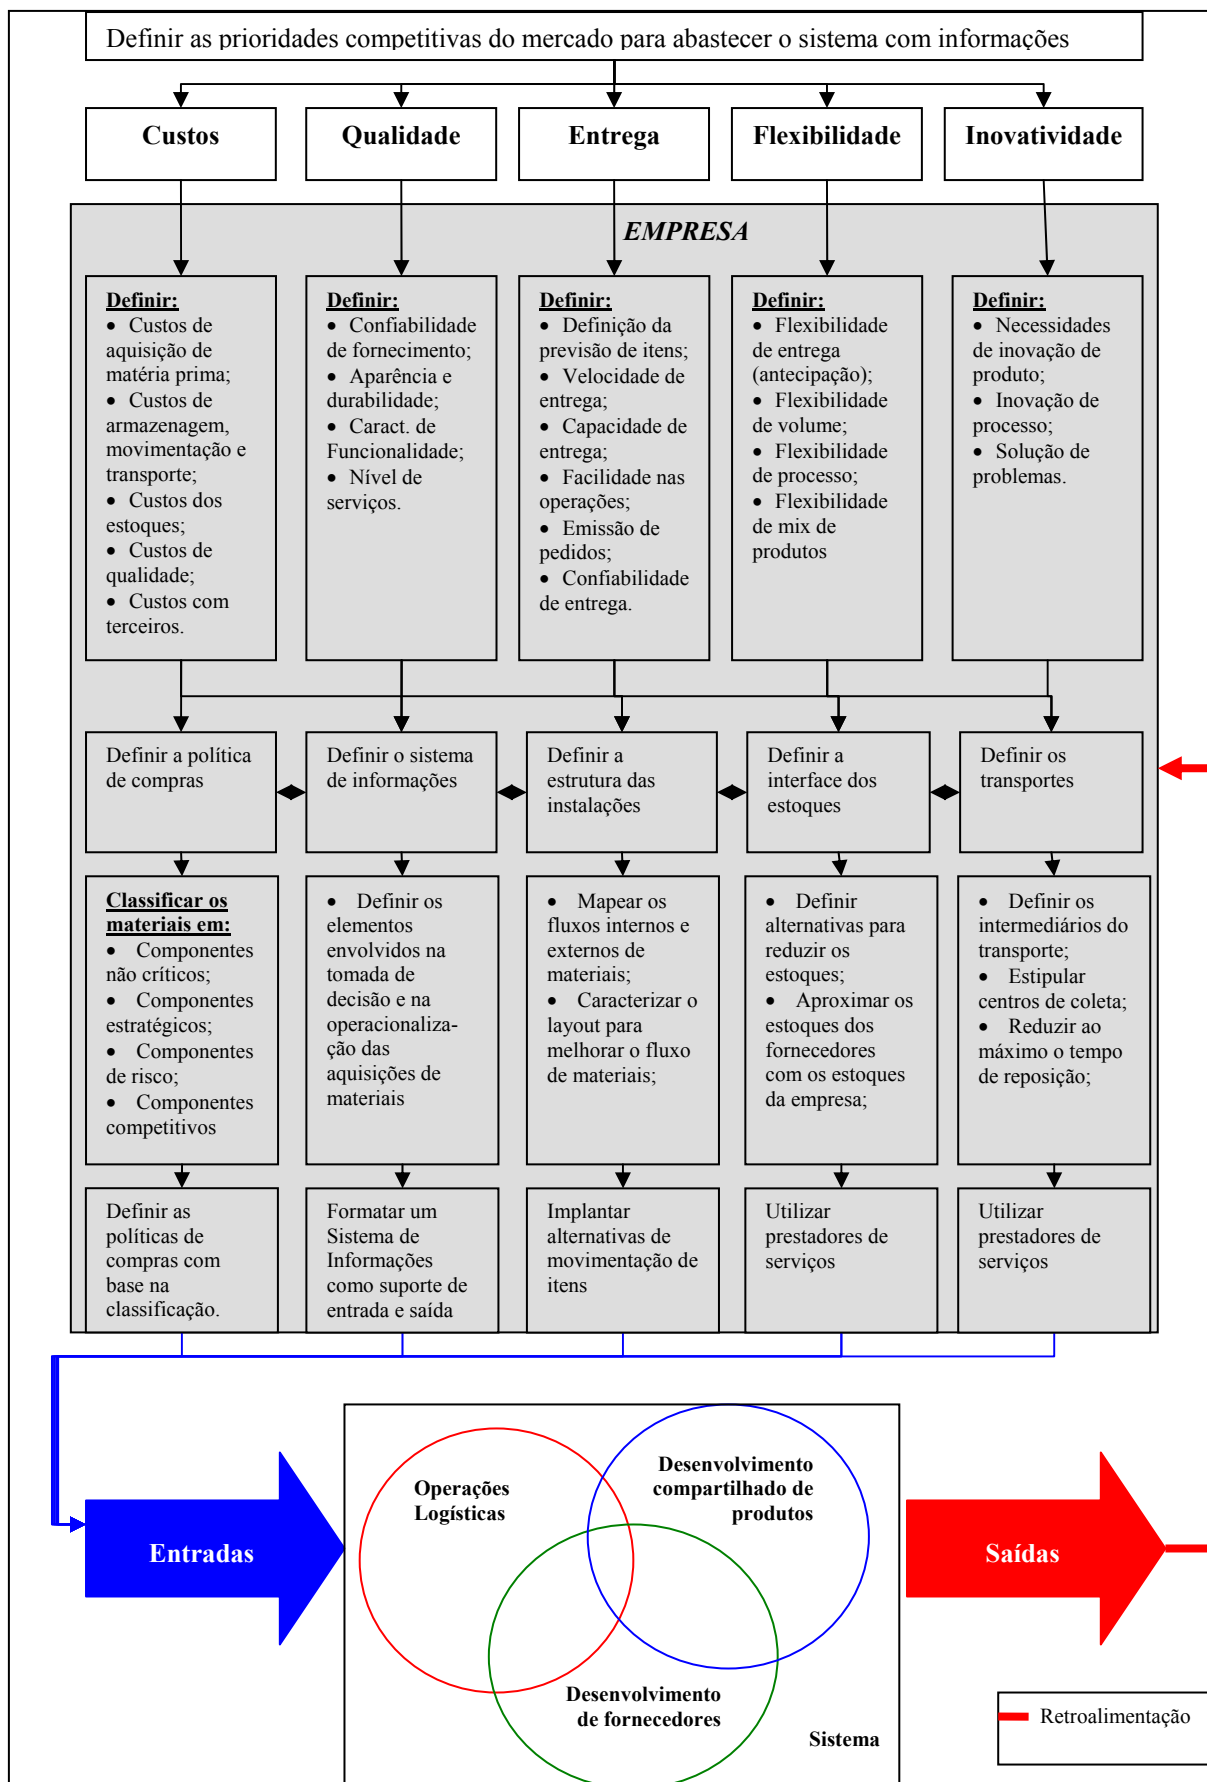 Definir as prioridades competitivas do mercado para abastecer o sistema com informações
Custos
Qualidade
Entrega
Flexibilidade
Inovatividade
EMPRESA
Definir:
• Custos de
aquisição de
matéria prima;
• Custos de
armazenagem,
movimentação e
transporte;
• Custos dos
estoques;
• Custos de
qualidade;
• Custos com
terceiros.
Definir:
• Confiabilidade
de fornecimento;
• Aparência e
durabilidade;
• Caract. de
Funcionalidade;
• Nível de
serviços.
Definir:
• Definição da
previsão de itens;
• Velocidade de
entrega;
• Capacidade de
entrega;
• Facilidade nas
operações;
• Emissão de
pedidos;
• Confiabilidade
de entrega.
Definir:
• Flexibilidade
de entrega
(antecipação);
• Flexibilidade
de volume;
• Flexibilidade
de processo;
• Flexibilidade
de mix de
produtos
Definir:
• Necessidades
de inovação de
produto;
• Inovação de
processo;
• Solução de
problemas.
Definir a política
de compras
Definir o sistema
de informações
Definir a
estrutura das
instalações
Definir a
interface dos
estoques
Definir os
transportes
Classificar os
materiais em:
• Componentes
não críticos;
• Componentes
estratégicos;
• Componentes
de risco;
• Componentes
competitivos
• Definir os
elementos
envolvidos na
tomada de
decisão e na
operacionaliza-
ção das
aquisições de
materiais
• Mapear os
fluxos internos e
externos de
materiais;
• Caracterizar o
layout para
melhorar o fluxo
de materiais;
• Definir
alternativas para
reduzir os
estoques;
• Aproximar os
estoques dos
fornecedores
com os estoques
da empresa;
• Definir os
intermediários do
transporte;
• Estipular
centros de coleta;
• Reduzir ao
máximo o tempo
de reposição;
Definir as
políticas de
compras com
base na
classificação.
Formatar um
Sistema de
Informações
como suporte de
entrada e saída
Implantar
alternativas de
movimentação de
itens
Utilizar
prestadores de
serviços
Utilizar
prestadores de
serviços
Entradas
Operações
Logísticas
Desenvolvimento
compartilhado de
produtos
Desenvolvimento
de fornecedores
Sistema
Saídas
Retroalimentação